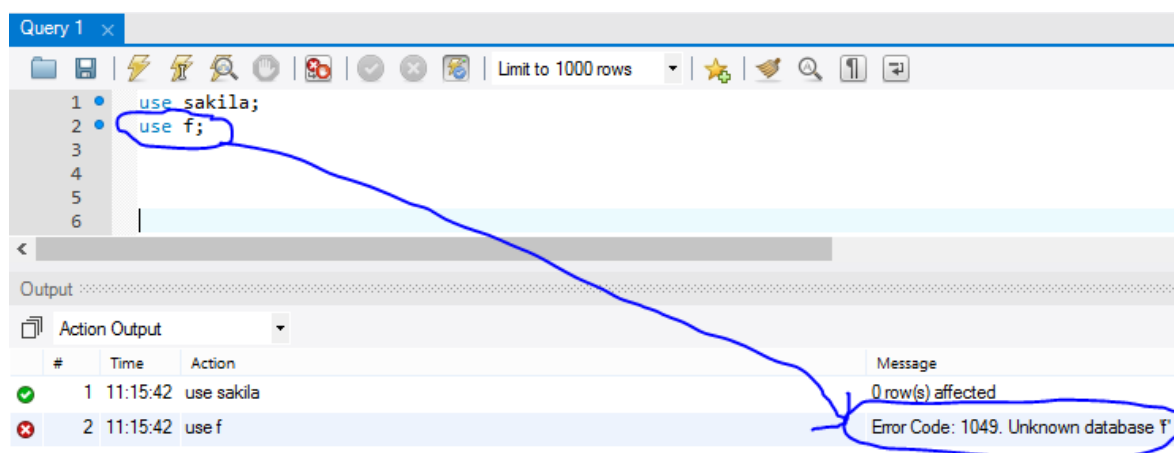 Query 1
Limit to 1000 rows
1 use sakila;
2 use f;
3
4
5
6
Output
Action Output
# Time Action Message
1 11:15:42 use sakila 0 row(s) affected
2 11:15:42 use f Error Code: 1049. Unknown database 'f'